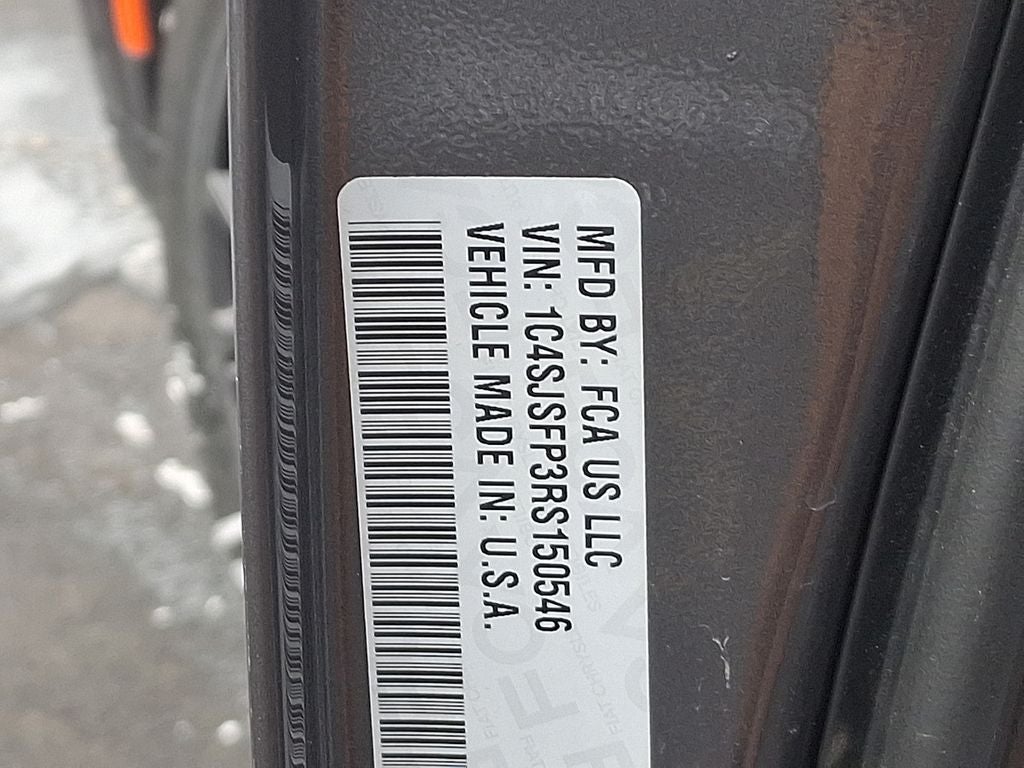 MFD BY: FCA US LLC
VIN: 1C4SJSFP3RS150546
VEHICLE MADE IN: U.S.A.